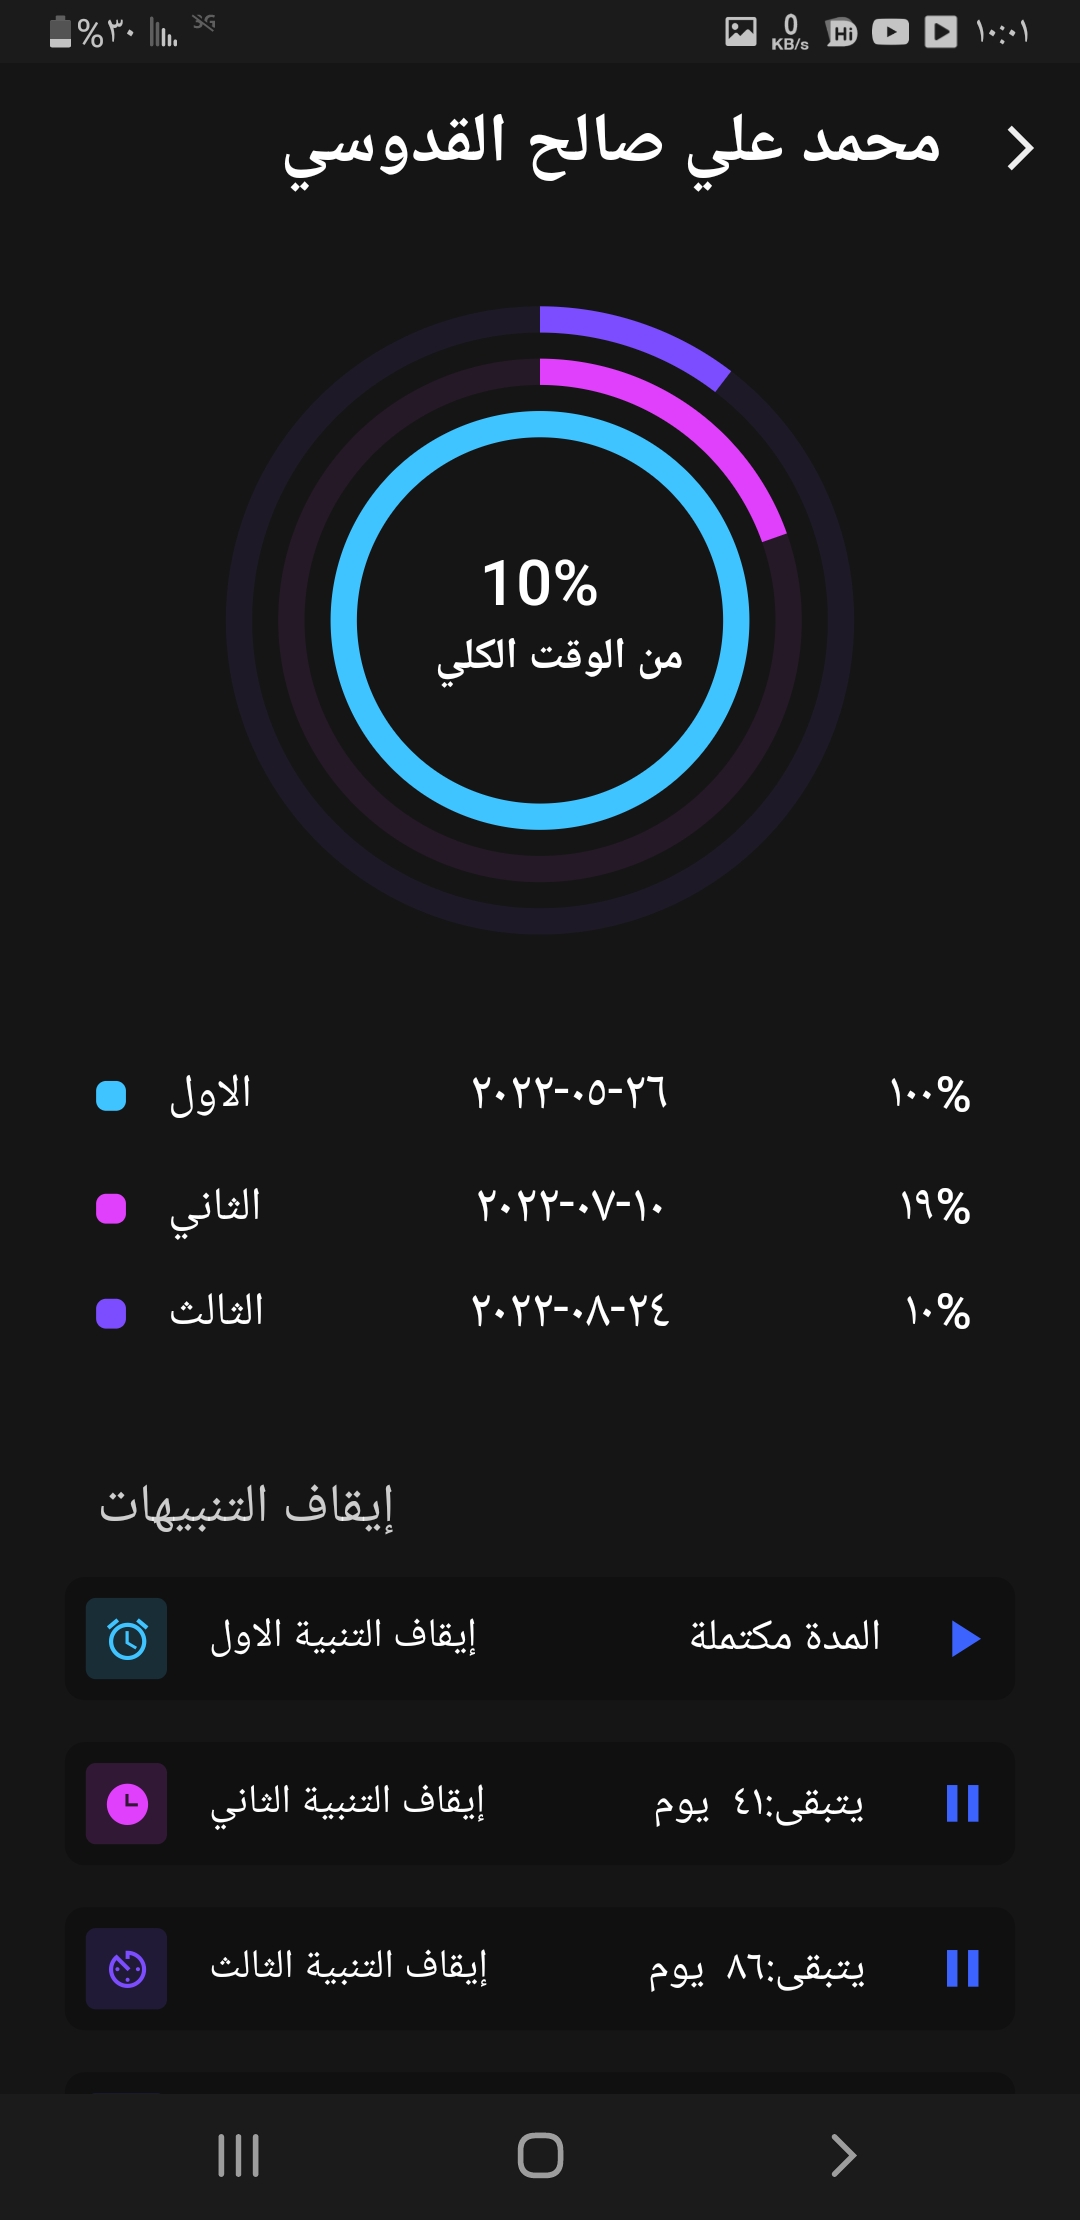 ١٠:٠١
0
KB/s
Hi
%٣٠
محمد علي صالح القدوسي
10%
من الوقت الكلي
الاول ٢٠٢٢-٠٥-٢٦ ١٠٠%
الثاني ٢٠٢٢-٠٧-١٠ ١٩%
الثالث ٢٠٢٢-٠٨-٢٤ ١٠%
إيقاف التنبيهات
إيقاف التنبية الاول المدة مكتملة
إيقاف التنبية الثاني يتبقى:٤١ يوم
إيقاف التنبية الثالث يتبقى:٨٦ يوم